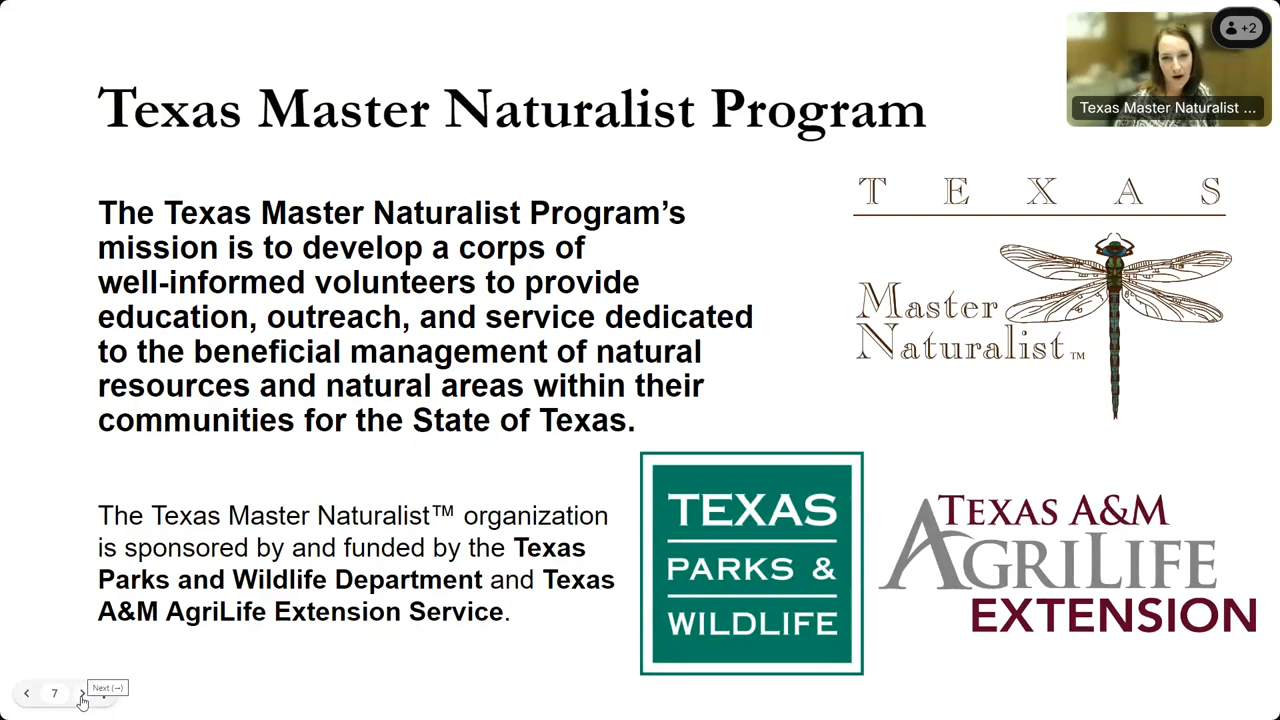 +2
Texas Master Naturalist ...
Texas Master Naturalist Program
The Texas Master Naturalist Program’s
mission is to develop a corps of
well-informed volunteers to provide
education, outreach, and service dedicated
to the beneficial management of natural
resources and natural areas within their
communities for the State of Texas.
TEXAS
Master
Naturalist™
The Texas Master Naturalist™ organization
is sponsored by and funded by the Texas
Parks and Wildlife Department and Texas
A&M AgriLife Extension Service.
TEXAS
PARKS &
WILDLIFE
TEXAS A&M
AGRILIFE
EXTENSION
7
Next (→)